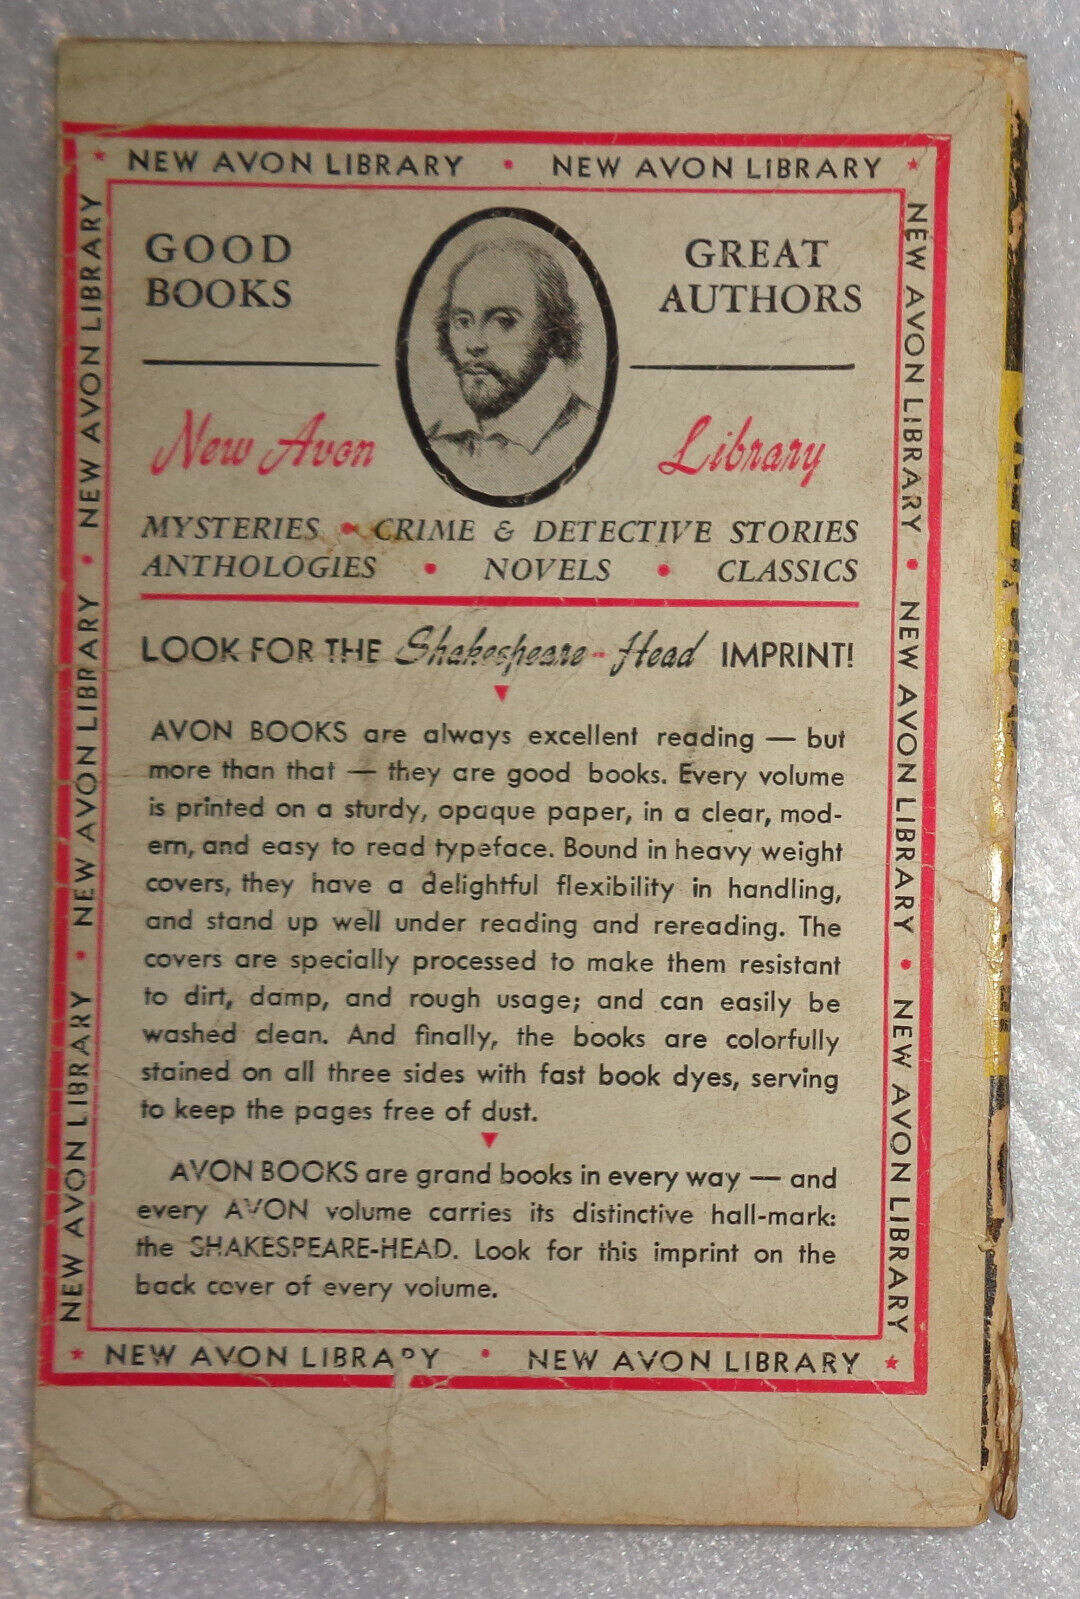 NEW AVON LIBRARY • NEW AVON LIBRARY
NEW AVON LIBRARY • NEW AVON LIBRARY • NEW AVON LIBRARY
GOOD
BOOKS
GREAT
AUTHORS
New Avon Library
MYSTERIES • CRIME & DETECTIVE STORIES
ANTHOLOGIES • NOVELS • CLASSICS
LOOK FOR THE Shakespeare-Head IMPRINT!
AVON BOOKS are always excellent reading — but
more than that — they are good books. Every volume
is printed on a sturdy, opaque paper, in a clear, mod-
ern, and easy to read typeface. Bound in heavy weight
covers, they have a delightful flexibility in handling,
and stand up well under reading and rereading. The
covers are specially processed to make them resistant
to dirt, damp, and rough usage; and can easily be
washed clean. And finally, the books are colorfully
stained on all three sides with fast book dyes, serving
to keep the pages free of dust.
AVON BOOKS are grand books in every way — and
every AVON volume carries its distinctive hall-mark:
the SHAKESPEARE-HEAD. Look for this imprint on the
back cover of every volume.
NEW AVON LIBRARY • NEW AVON LIBRARY • NEW AVON LIBRARY
NEW AVON LIBRARY • NEW AVON LIBRARY